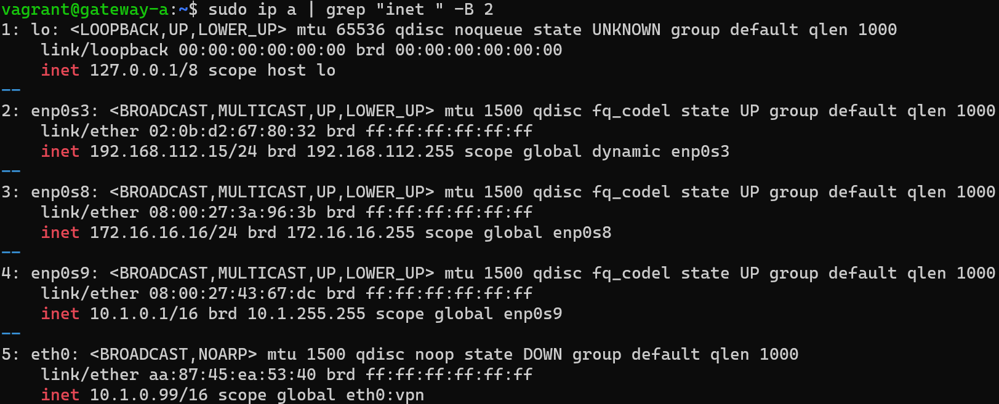 vagrant@gateway-a:~$ sudo ip a | grep "inet " -B 2
1: lo: <LOOPBACK,UP,LOWER_UP> mtu 65536 qdisc noqueue state UNKNOWN group default qlen 1000
    link/loopback 00:00:00:00:00:00 brd 00:00:00:00:00:00
    inet 127.0.0.1/8 scope host lo
--
2: enp0s3: <BROADCAST,MULTICAST,UP,LOWER_UP> mtu 1500 qdisc fq_codel state UP group default qlen 1000
    link/ether 02:0b:d2:67:80:32 brd ff:ff:ff:ff:ff:ff
    inet 192.168.112.15/24 brd 192.168.112.255 scope global dynamic enp0s3
--
3: enp0s8: <BROADCAST,MULTICAST,UP,LOWER_UP> mtu 1500 qdisc fq_codel state UP group default qlen 1000
    link/ether 08:00:27:3a:96:3b brd ff:ff:ff:ff:ff:ff
    inet 172.16.16.16/24 brd 172.16.16.255 scope global enp0s8
--
4: enp0s9: <BROADCAST,MULTICAST,UP,LOWER_UP> mtu 1500 qdisc fq_codel state UP group default qlen 1000
    link/ether 08:00:27:43:67:dc brd ff:ff:ff:ff:ff:ff
    inet 10.1.0.1/16 brd 10.1.255.255 scope global enp0s9
--
5: eth0: <BROADCAST,NOARP> mtu 1500 qdisc noop state DOWN group default qlen 1000
    link/ether aa:87:45:ea:53:40 brd ff:ff:ff:ff:ff:ff
    inet 10.1.0.99/16 scope global eth0:vpn